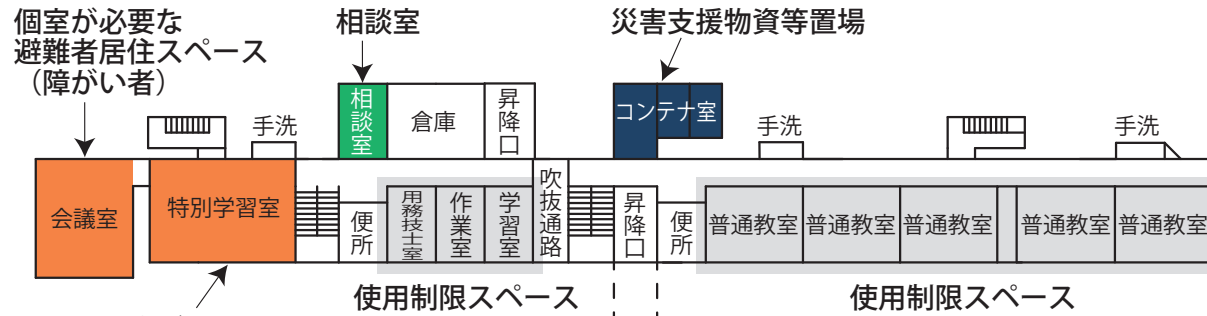 個室が必要な
避難者居住スペース
（障がい者）
相談室
災害支援物資等置場
手洗
相談室
倉庫
昇降口
コンテナ室
手洗
手洗
会議室
特別学習室
便所
用務技士室
作業室
学習室
吹抜通路
昇降口
便所
普通教室
普通教室
普通教室
普通教室
普通教室
使用制限スペース
使用制限スペース